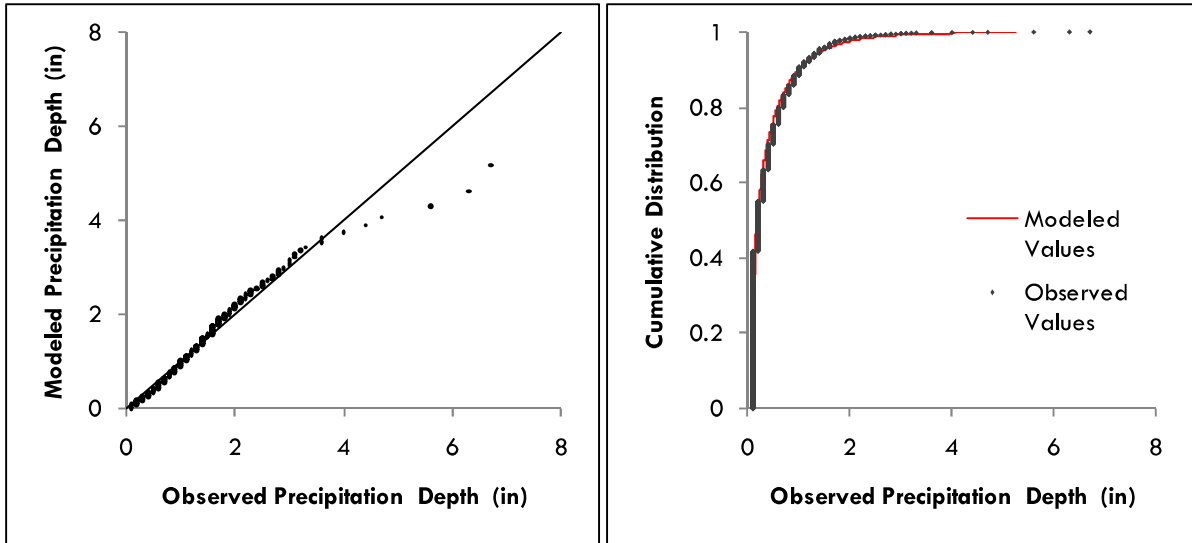 Modeled Precipitation Depth (in)
8
6
4
2
0
0 2 4 6 8
Observed Precipitation Depth (in)
Cumulative Distribution
1
0.8
0.6
0.4
0.2
0
0 2 4 6 8
Observed Precipitation Depth (in)
Modeled
Values
Observed
Values